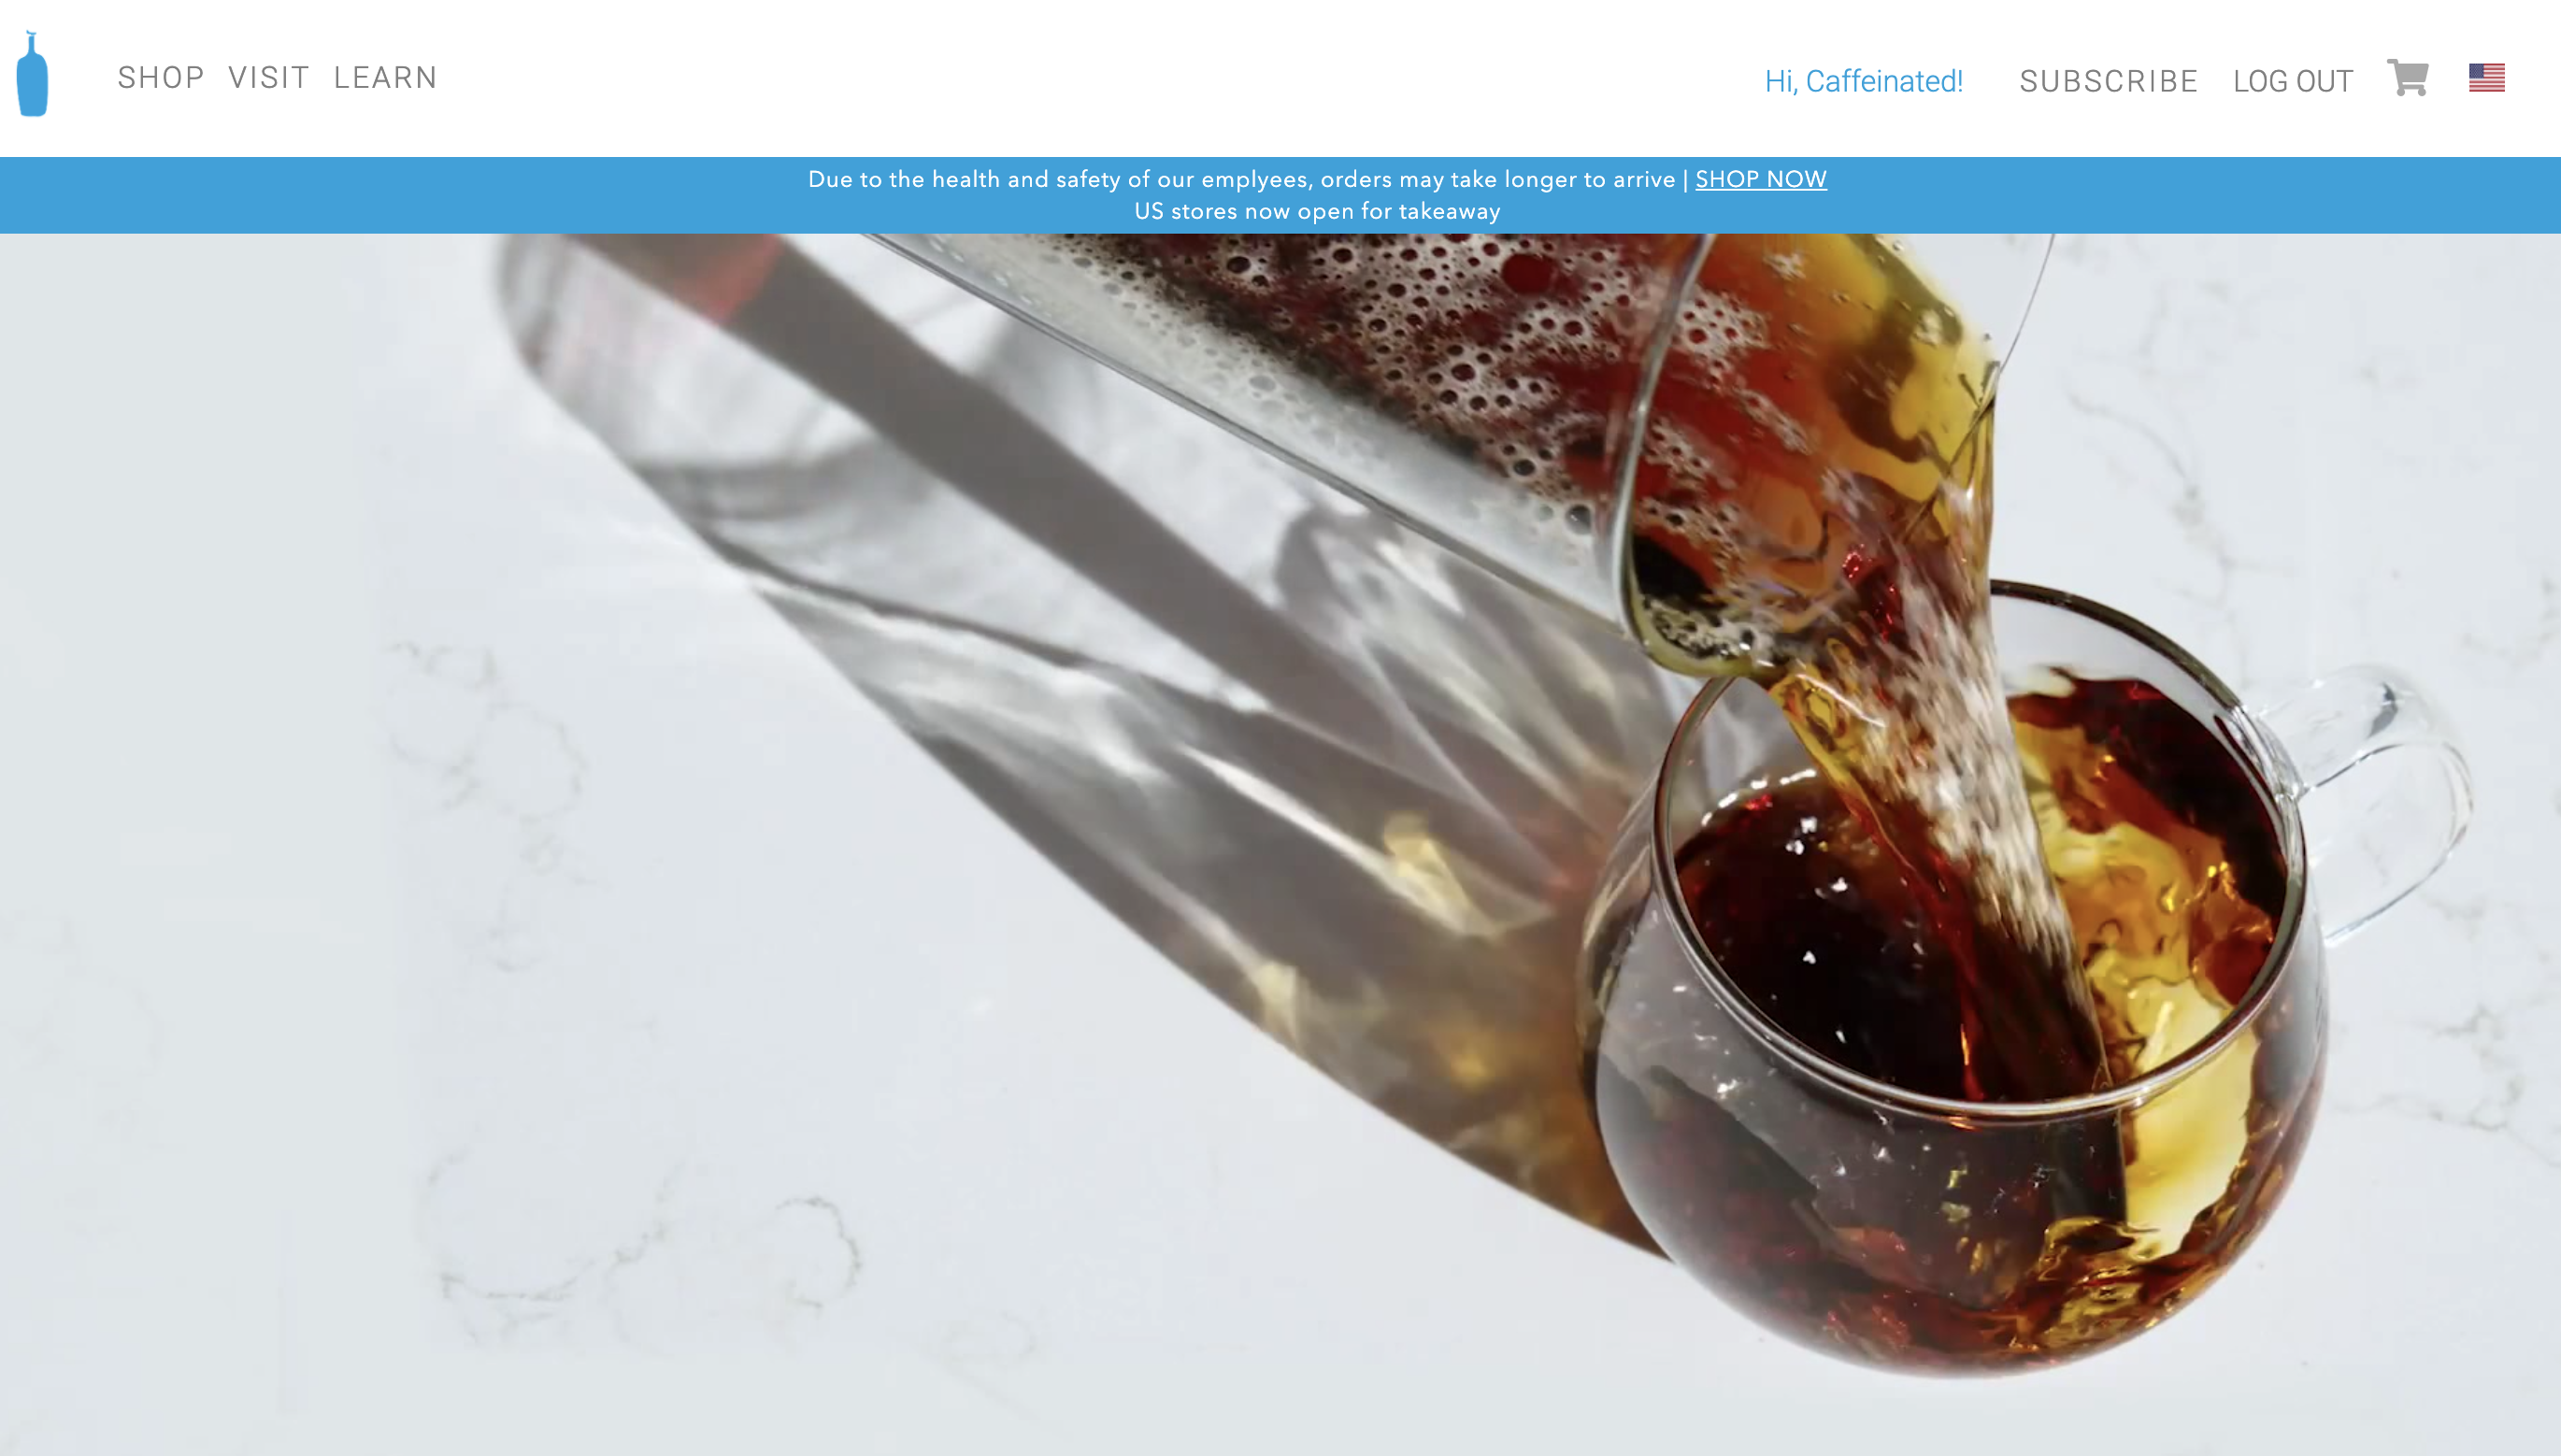 SHOP VISIT LEARN
Hi, Caffeinated! SUBSCRIBE LOG OUT
Due to the health and safety of our emplyees, orders may take longer to arrive | SHOP NOW
US stores now open for takeaway